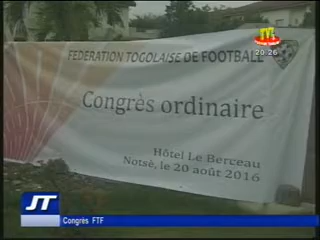 20:26
FEDERATION TOGOLAISE DE FOOTBALL
Congrès ordinaire
Hôtel Le Berceau
Notsè, le 20 août 2016
JT
Congrès FTF